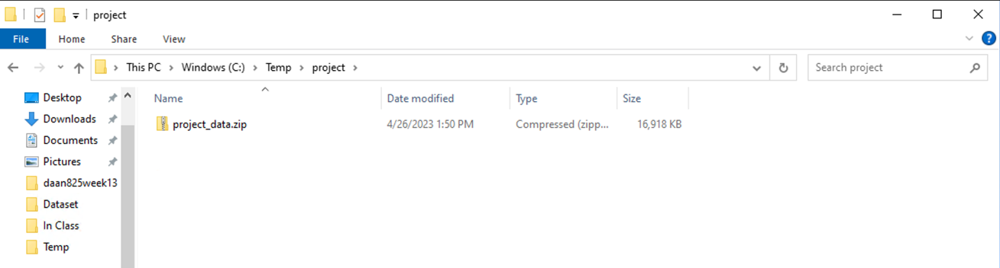 project
File Home Share View
This PC Windows (C:) Temp project Search project
Name Date modified Type Size
project_data.zip 4/26/2023 1:50 PM Compressed (zipp... 16,918 KB
Desktop
Downloads
Documents
Pictures
daan825week13
Dataset
In Class
Temp